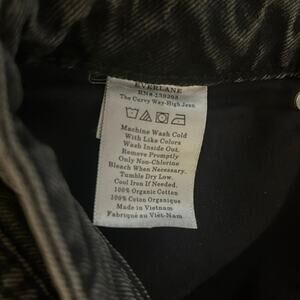 EVERLANE
The Curvy Way-High Jean
Machine Wash Cold
With Like Colors
Wash Inside Out.
Remove Promptly
Only Non-Chlorine
Bleach When Necessary.
Tumble Dry Low.
Cool Iron If Needed.
100% Organic Cotton
100% Coton Organique
Made in Vietnam
Fabriqué au Viêt-Nam